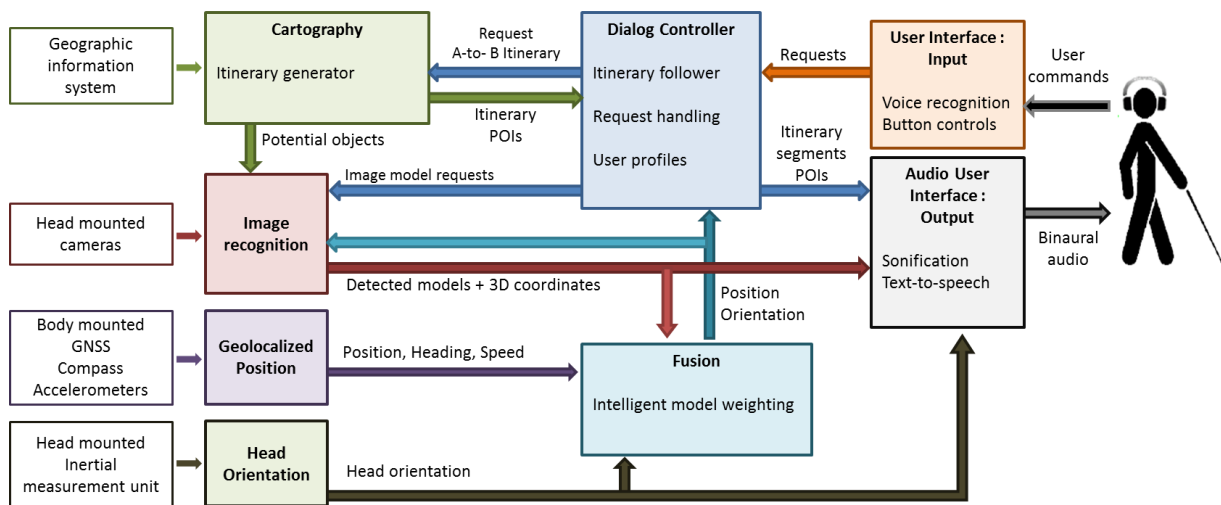 Geographic
information
system
Cartography
Itinerary generator
Request
A-to- B Itinerary
Itinerary
POIs
Dialog Controller
Itinerary follower
Request handling
User profiles
Requests
User Interface :
Input
Voice recognition
Button controls
User
commands
Potential objects
Image model requests
Itinerary
segments
POIs
Audio User
Interface :
Output
Sonification
Text-to-speech
Binaural
audio
Head mounted
cameras
Image
recognition
Detected models + 3D coordinates
Position
Orientation
Body mounted
GNSS
Compass
Accelerometers
Geolocalized
Position
Position, Heading, Speed
Fusion
Intelligent model weighting
Head mounted
Inertial
measurement unit
Head
Orientation
Head orientation